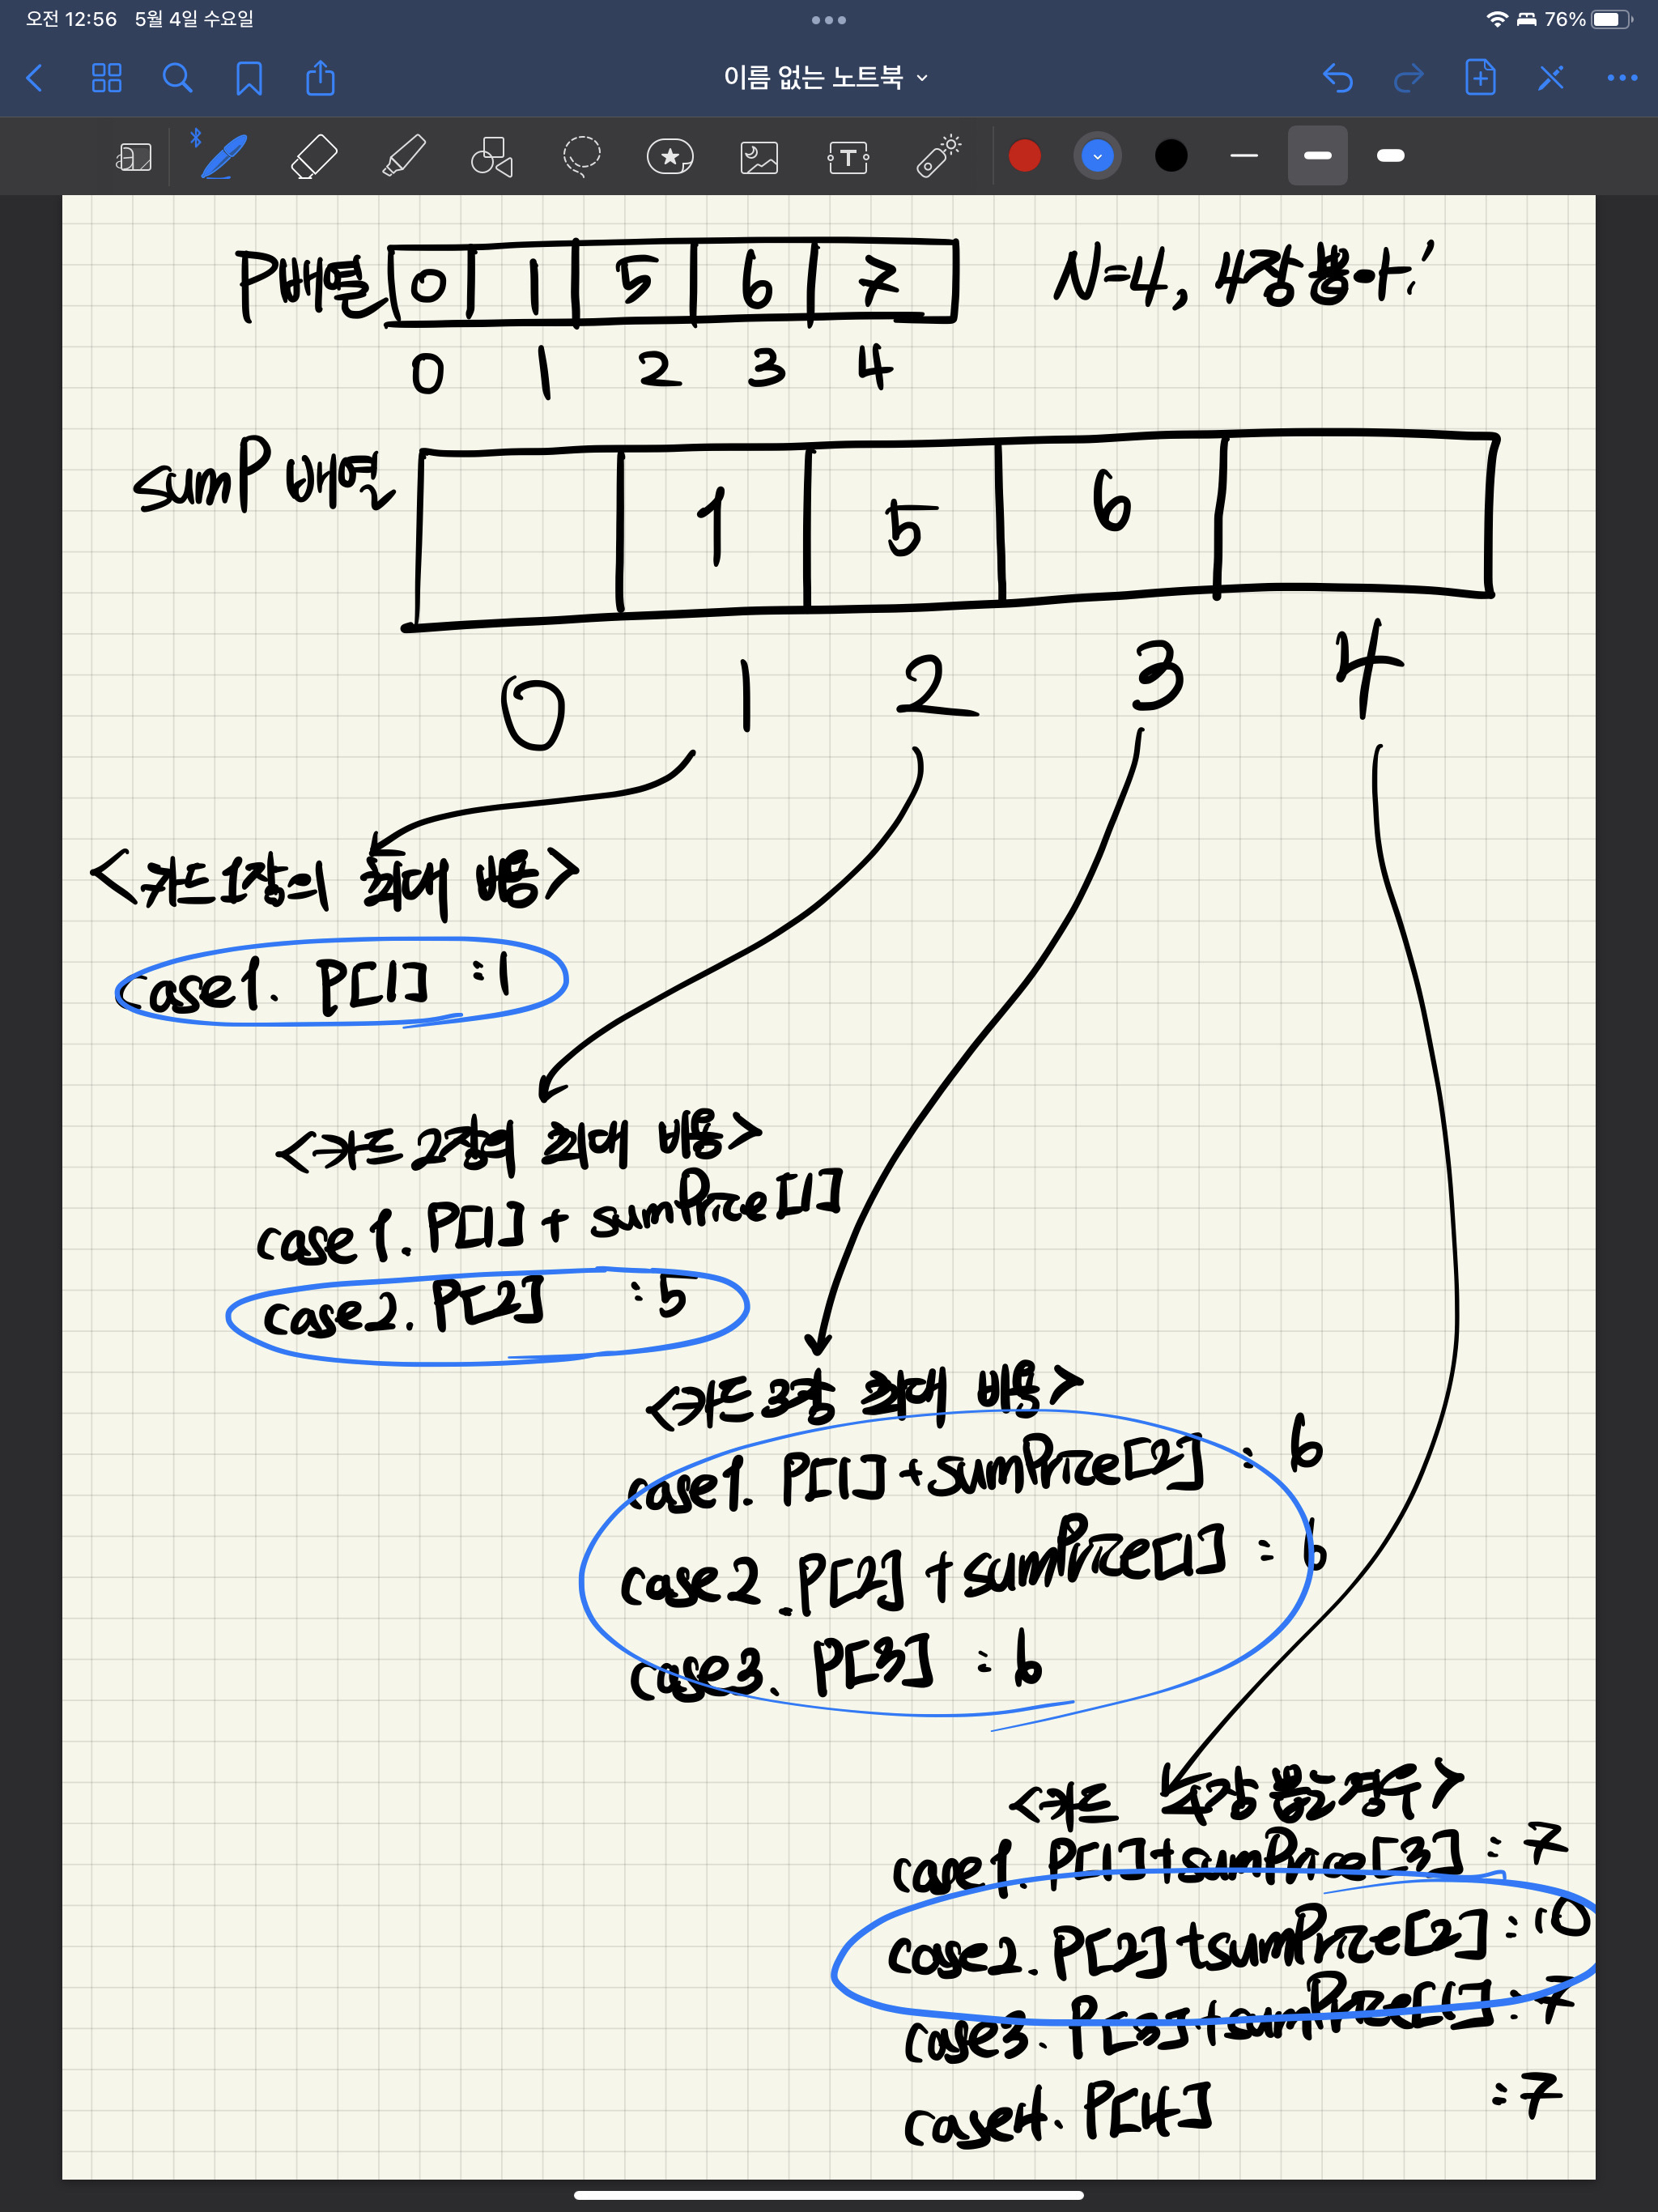 오전 12:56 5월 4일 수요일 76%
이름 없는 노트북
P배열 0 1 5 6 7 N=4, 4장 뽑아!
0 1 2 3 4
sumP 배열 1 5 6
0 1 2 3 4
<카드 1장의 최대 비용>
case1. P[1] :1
<카드 2장의 최대 비용>
case 1. P[1] + sumPrice[1]
case2. P[2] :5
<카드 3장 최대 비용>
case1. P[1]+sumPrice[2] : 6
case2. P[2]+sumPrice[1] : 6
case3. P[3] : 6
<카드 4장 뽑는 경우>
case1. P[1]+sumPrice[3] : 7
case2. P[2]+sumPrice[2] : 10
case3. P[3]+sumPrice[1] : 7
case4. P[4] : 7